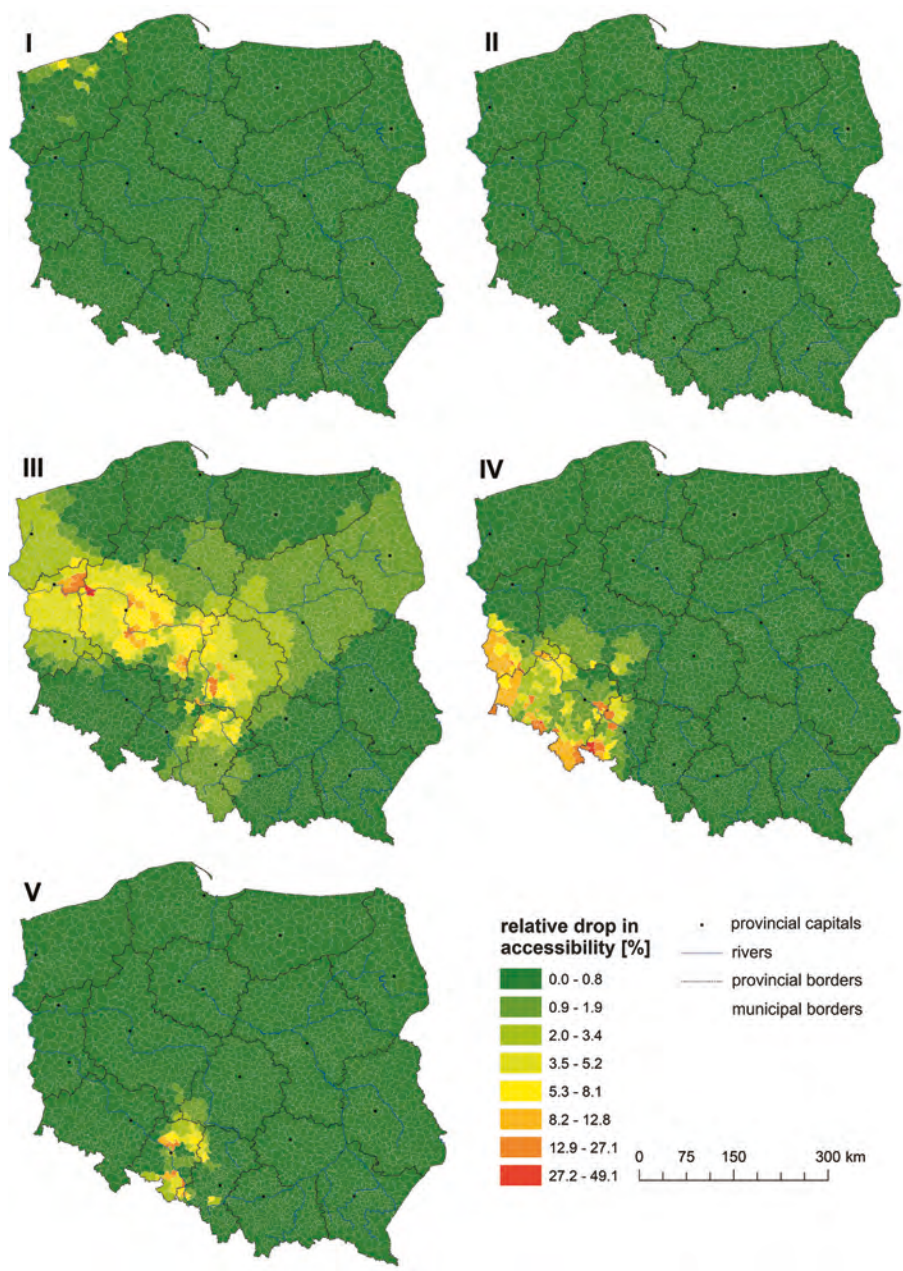 I
II
III
IV
V
relative drop in
accessibility [%]
0.0 - 0.8
0.9 - 1.9
2.0 - 3.4
3.5 - 5.2
5.3 - 8.1
8.2 - 12.8
12.9 - 27.1
27.2 - 49.1
provincial capitals
rivers
provincial borders
municipal borders
0 75 150 300 km